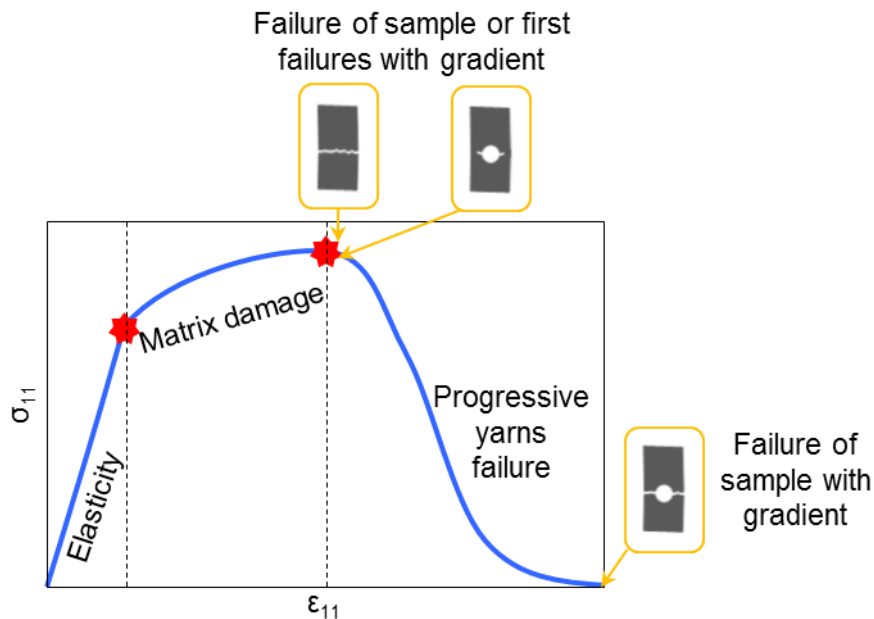 Failure of sample or first
failures with gradient
Matrix damage
Elasticity
Progressive
yarns
failure
Failure of
sample with
gradient
σ11
ε11